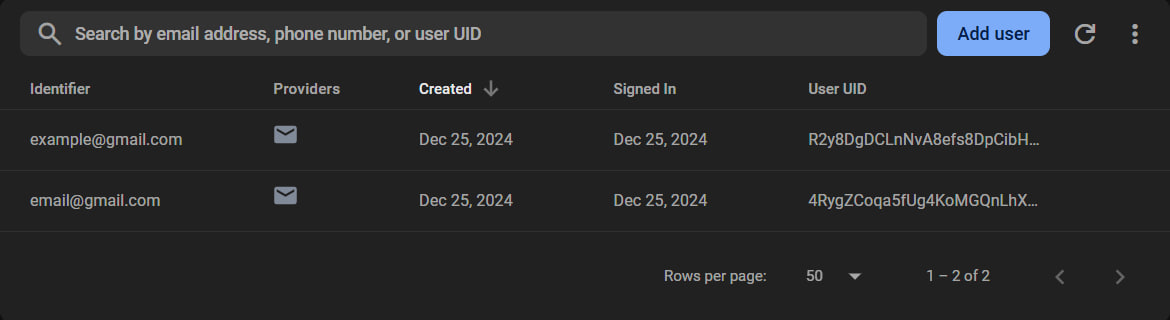 Search by email address, phone number, or user UID Add user
Identifier Providers Created Signed In User UID
example@gmail.com Dec 25, 2024 Dec 25, 2024 R2y8DgDCLnNvA8efs8DpCibH...
email@gmail.com Dec 25, 2024 Dec 25, 2024 4RygZCoqa5fUg4KoMGQnLhX...
Rows per page: 50 1 – 2 of 2